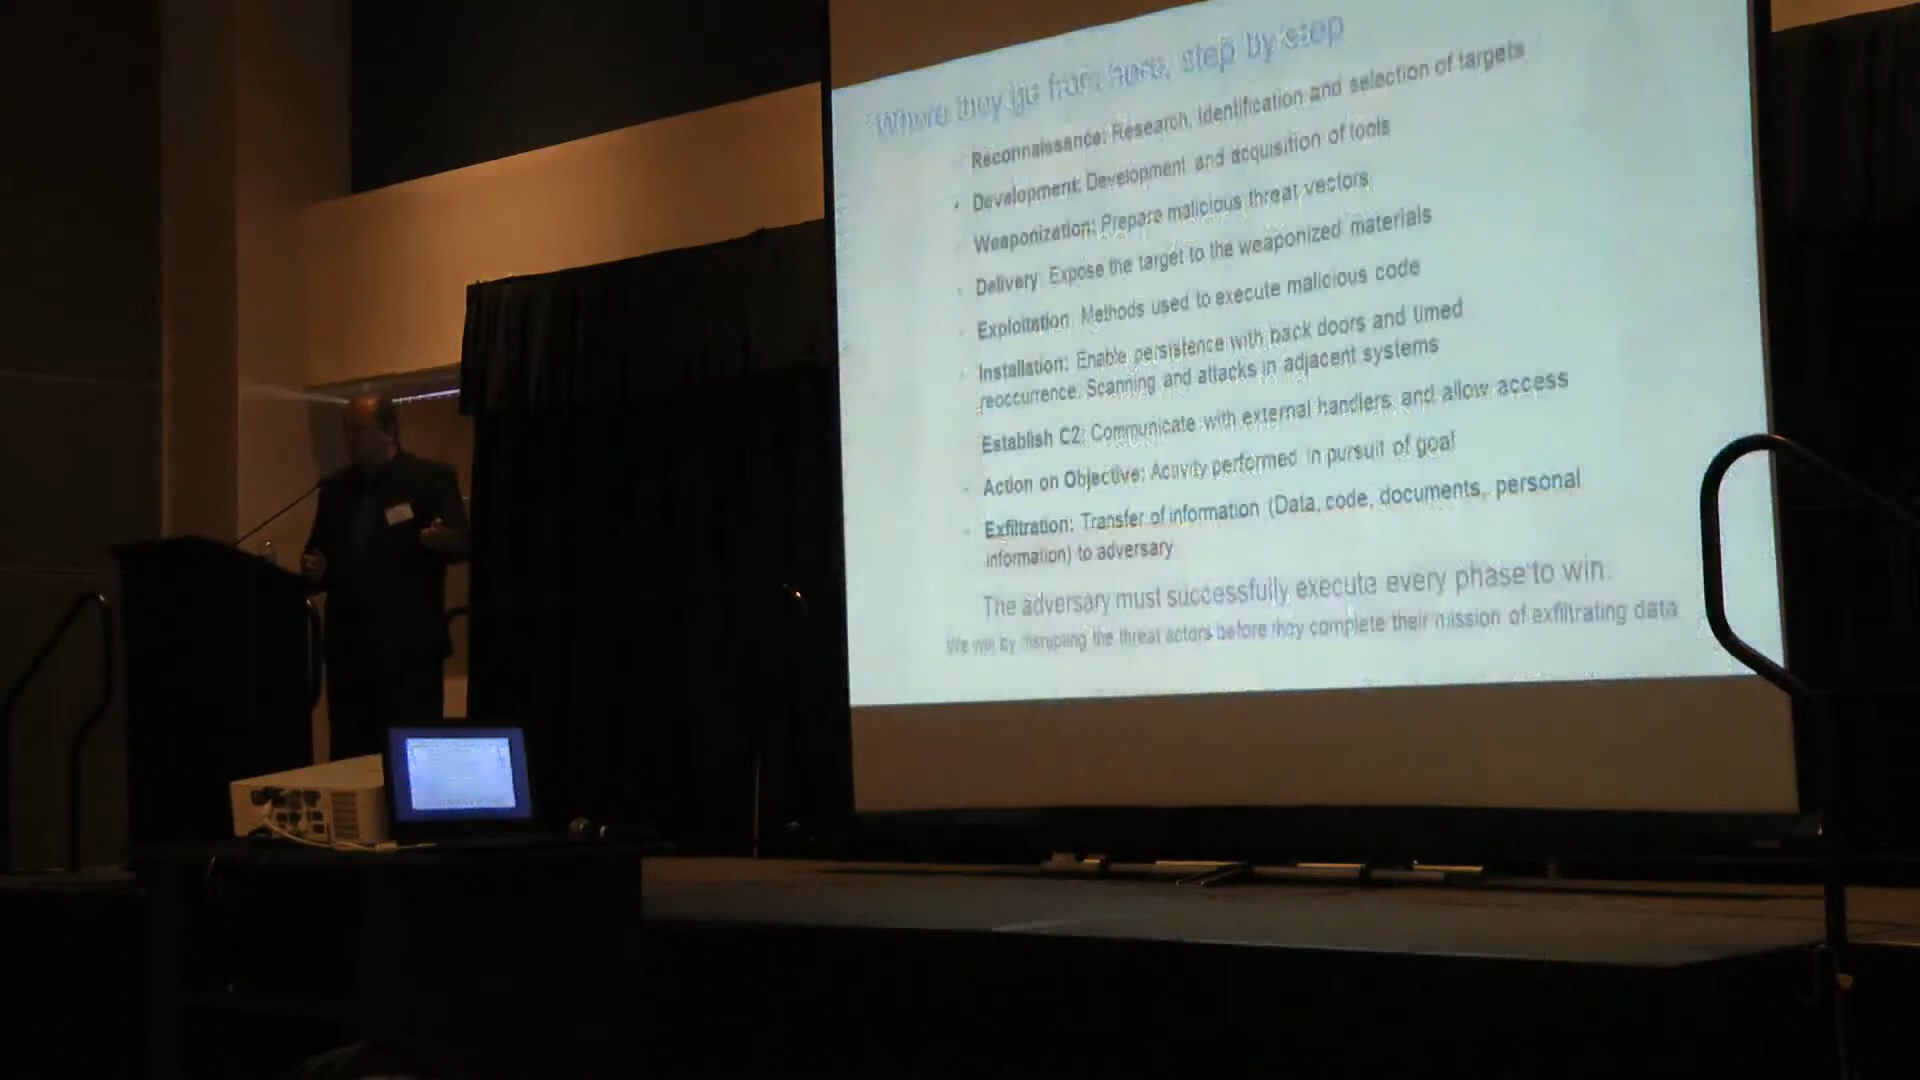 Where they go from here, step by step
Reconnaissance: Research, identification and selection of targets
• Development: Development and acquisition of tools
Weaponization: Prepare malicious threat vectors
Delivery: Expose the target to the weaponized materials
Exploitation: Methods used to execute malicious code
Installation: Enable persistence with back doors and timed
reoccurrence. Scanning and attacks in adjacent systems
Establish C2: Communicate with external handlers and allow access
Action on Objective: Activity performed in pursuit of goal
Exfiltration: Transfer of information (Data, code, documents, personal
information) to adversary
The adversary must successfully execute every phase to win.
We win by disrupting the threat actors before they complete their mission of exfiltrating data